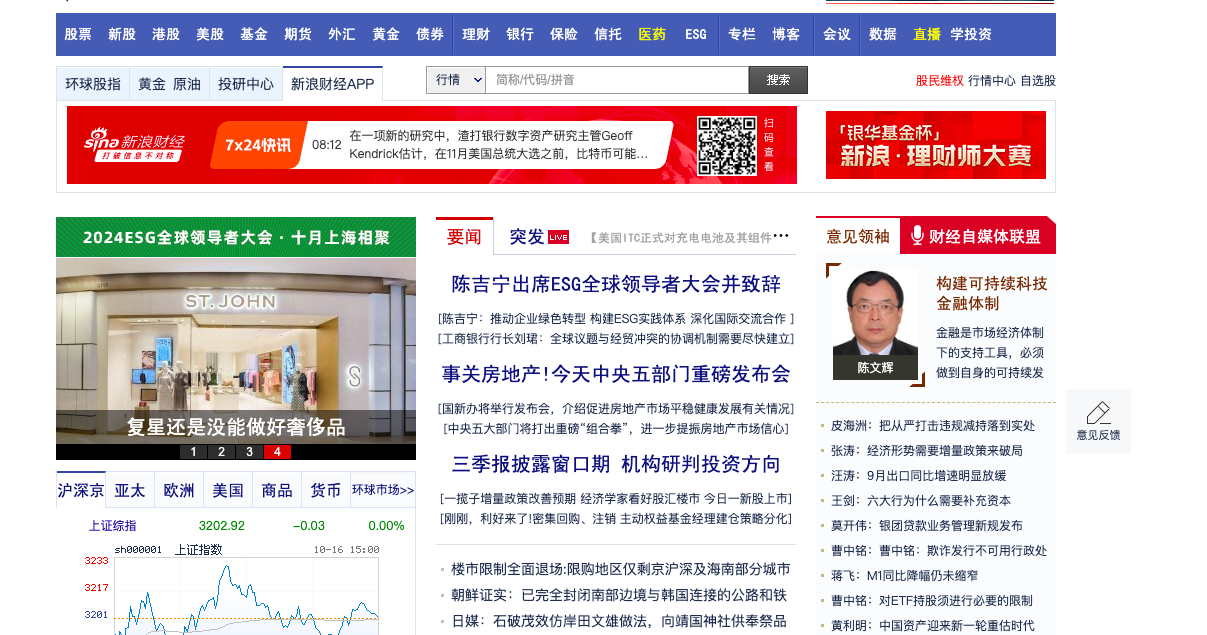 股票 新股 港股 美股 基金 期货 外汇 黄金 债券 理财 银行 保险 信托 医药 ESG 专栏 博客 会议 数据 直播 学投资
环球股指 黄金 原油 投研中心 新浪财经APP 行情 简称/代码/拼音 搜索 股民维权 行情中心 自选股
sina新浪财经
打破信息不对称
7x24快讯
08:12
在一项新的研究中，渣打银行数字资产研究主管Geoff
Kendrick估计，在11月美国总统大选之前，比特币可能…
扫码查看
「银华基金杯」
新浪·理财师大赛
2024ESG全球领导者大会·十月上海相聚
ST. JOHN
复星还是没能做好奢侈品
1 2 3 4
沪深京 亚太 欧洲 美国 商品 货币 环球市场>>
上证综指 3202.92 −0.03 0.00%
sh000001 上证指数 10-16 15:00
3233
3217
3201
要闻 突发 LIVE 【美国ITC正式对充电电池及其组件…
陈吉宁出席ESG全球领导者大会并致辞
[陈吉宁：推动企业绿色转型 构建ESG实践体系 深化国际交流合作 ]
[工商银行行长刘珺：全球议题与经贸冲突的协调机制需要尽快建立]
事关房地产!今天中央五部门重磅发布会
[国新办将举行发布会，介绍促进房地产市场平稳健康发展有关情况]
[中央五大部门将打出重磅“组合拳”，进一步提振房地产市场信心]
三季报披露窗口期 机构研判投资方向
[一揽子增量政策改善预期 经济学家看好股汇楼市 今日一新股上市]
[刚刚，利好来了!密集回购、注销 主动权益基金经理建仓策略分化]
楼市限制全面退场:限购地区仅剩京沪深及海南部分城市
朝鲜证实：已完全封闭南部边境与韩国连接的公路和铁
日媒：石破茂效仿岸田文雄做法，向靖国神社供奉祭品
意见领袖 财经自媒体联盟
陈文辉
构建可持续科技
金融体制
金融是市场经济体制
下的支持工具，必须
做到自身的可持续发
皮海洲：把从严打击违规减持落到实处
张涛：经济形势需要增量政策来破局
汪涛：9月出口同比增速明显放缓
王剑：六大行为什么需要补充资本
莫开伟：银团贷款业务管理新规发布
曹中铭：曹中铭：欺诈发行不可用行政处
蒋飞：M1同比降幅仍未缩窄
曹中铭：对ETF持股须进行必要的限制
黄利明：中国资产迎来新一轮重估时代
意见反馈